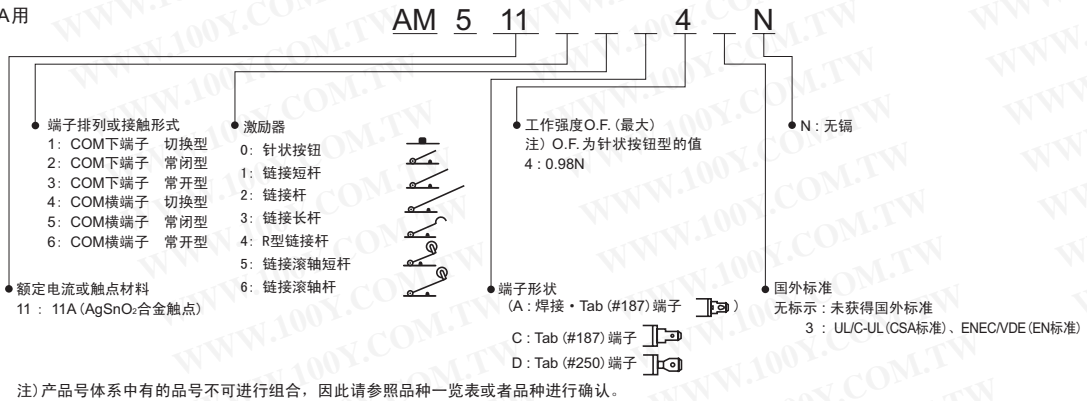 A用
AM 5 11 _ _ _ 4 _ N
端子排列或接触形式
1: COM下端子 切换型
2: COM下端子 常闭型
3: COM下端子 常开型
4: COM横端子 切换型
5: COM横端子 常闭型
6: COM横端子 常开型
激励器
0: 针状按钮
1: 链接短杆
2: 链接杆
3: 链接长杆
4: R型链接杆
5: 链接滚轴短杆
6: 链接滚轴杆
工作强度O.F. (最大)
注) O.F. 为针状按钮型的值
4 : 0.98N
N : 无镉
额定电流或触点材料
11 : 11A (AgSnO₂合金触点)
端子形状
(A : 焊接・Tab (#187) 端子 )
C : Tab (#187) 端子
D : Tab (#250) 端子
国外标准
无标示 : 未获得国外标准
3 : UL/C-UL (CSA标准)、ENEC/VDE (EN标准)
注) 产品号体系中有的品号不可进行组合，因此请参照品种一览表或者品种进行确认。
WWW.100Y.COM.TW